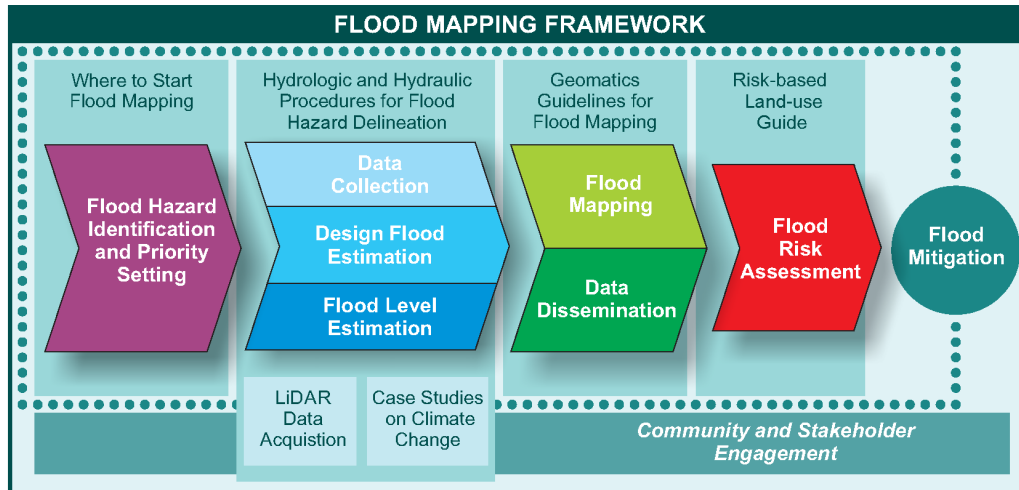 FLOOD MAPPING FRAMEWORK
Where to Start
Flood Mapping
Flood Hazard
Identification
and Priority
Setting
Hydrologic and Hydraulic
Procedures for Flood
Hazard Delineation
Data
Collection
Design Flood
Estimation
Flood Level
Estimation
LiDAR
Data
Acquistion
Case Studies
on Climate
Change
Geomatics
Guidelines for
Flood Mapping
Flood
Mapping
Data
Dissemination
Risk-based
Land-use
Guide
Flood
Risk
Assessment
Flood
Mitigation
Community and Stakeholder
Engagement